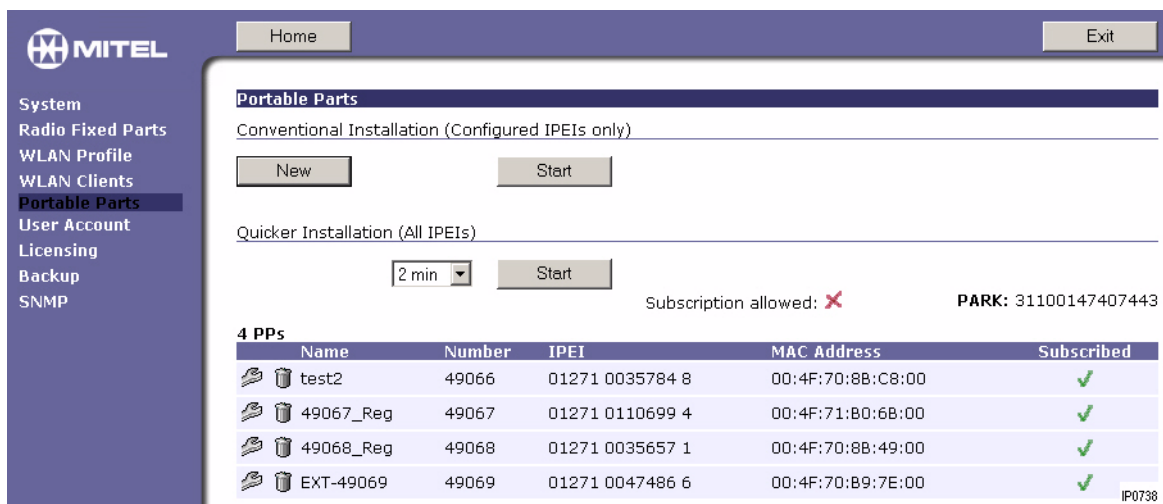 MITEL
Home
Exit
System
Radio Fixed Parts
WLAN Profile
WLAN Clients
Portable Parts
User Account
Licensing
Backup
SNMP
Portable Parts
Conventional Installation (Configured IPEIs only)
New
Start
Quicker Installation (All IPEIs)
2 min
Start
Subscription allowed:
PARK: 31100147407443
4 PPs
Name Number IPEI MAC Address Subscribed
test2 49066 01271 0035784 8 00:4F:70:8B:C8:00
49067_Reg 49067 01271 0110699 4 00:4F:71:B0:6B:00
49068_Reg 49068 01271 0035657 1 00:4F:70:8B:49:00
EXT-49069 49069 01271 0047486 6 00:4F:70:B9:7E:00
IP0738